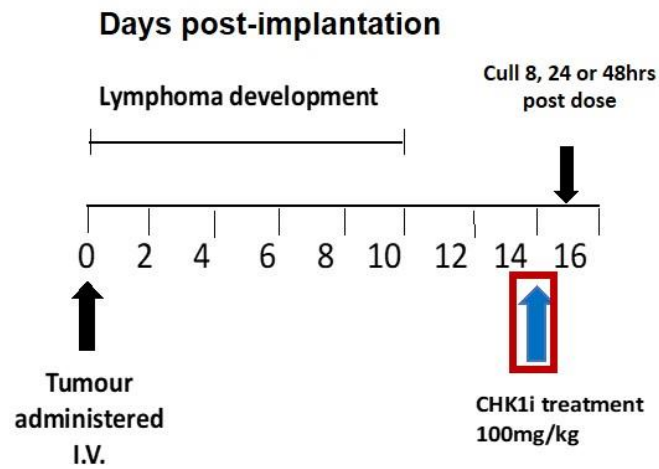 Days post-implantation
Cull 8, 24 or 48hrs
post dose
Lymphoma development
0 2 4 6 8 10 12 14 16
Tumour
administered
I.V.
CHK1i treatment
100mg/kg